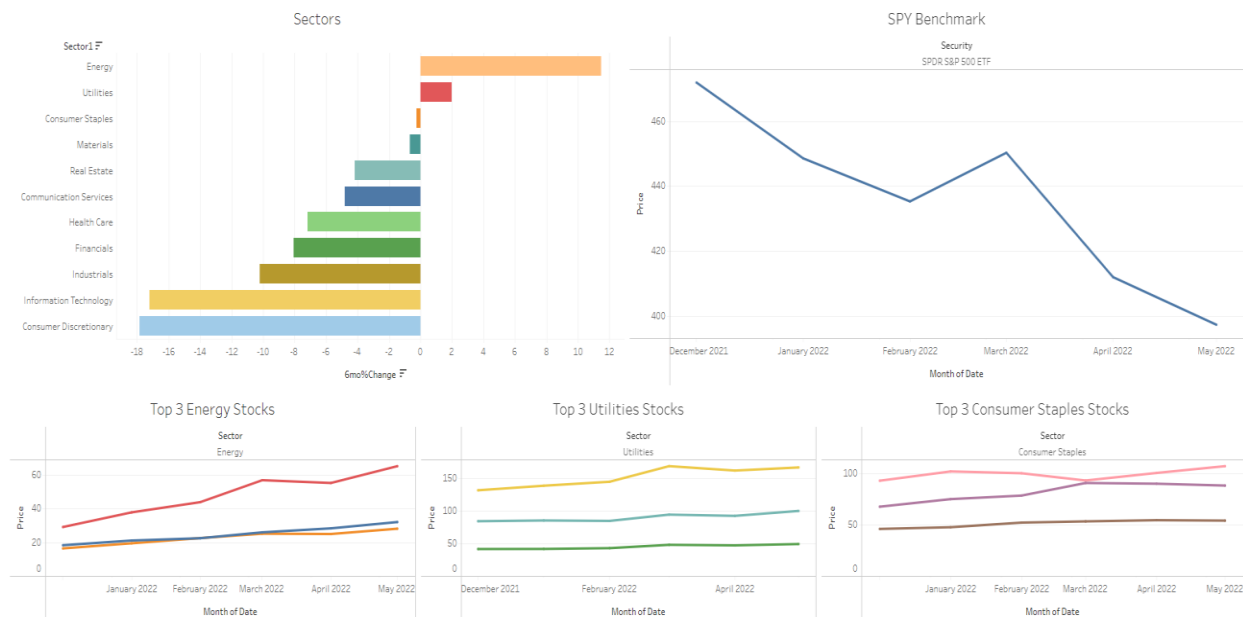 Sectors
Sector1
Energy
Utilities
Consumer Staples
Materials
Real Estate
Communication Services
Health Care
Financials
Industrials
Information Technology
Consumer Discretionary
-18 -16 -14 -12 -10 -8 -6 -4 -2 0 2 4 6 8 10 12
6mo%Change
SPY Benchmark
Security
SPDR S&P 500 ETF
460
440
420
400
Price
December 2021 January 2022 February 2022 March 2022 April 2022 May 2022
Month of Date
Top 3 Energy Stocks
Sector
Energy
60
40
20
0
Price
January 2022 February 2022 March 2022 April 2022 May 2022
Month of Date
Top 3 Utilities Stocks
Sector
Utilities
150
100
50
0
Price
December 2021 February 2022 April 2022
Month of Date
Top 3 Consumer Staples Stocks
Sector
Consumer Staples
100
50
0
Price
January 2022 February 2022 March 2022 April 2022 May 2022
Month of Date